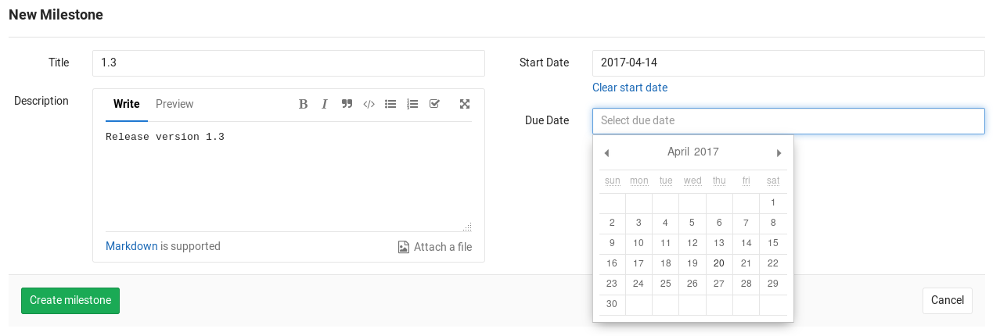 New Milestone
Title
1.3
Description
Write Preview
Release version 1.3
Markdown is supported
Attach a file
Start Date
2017-04-14
Clear start date
Due Date
Select due date
April 2017
sun mon tue wed thu fri sat
1
2 3 4 5 6 7 8
9 10 11 12 13 14 15
16 17 18 19 20 21 22
23 24 25 26 27 28 29
30
Create milestone
Cancel